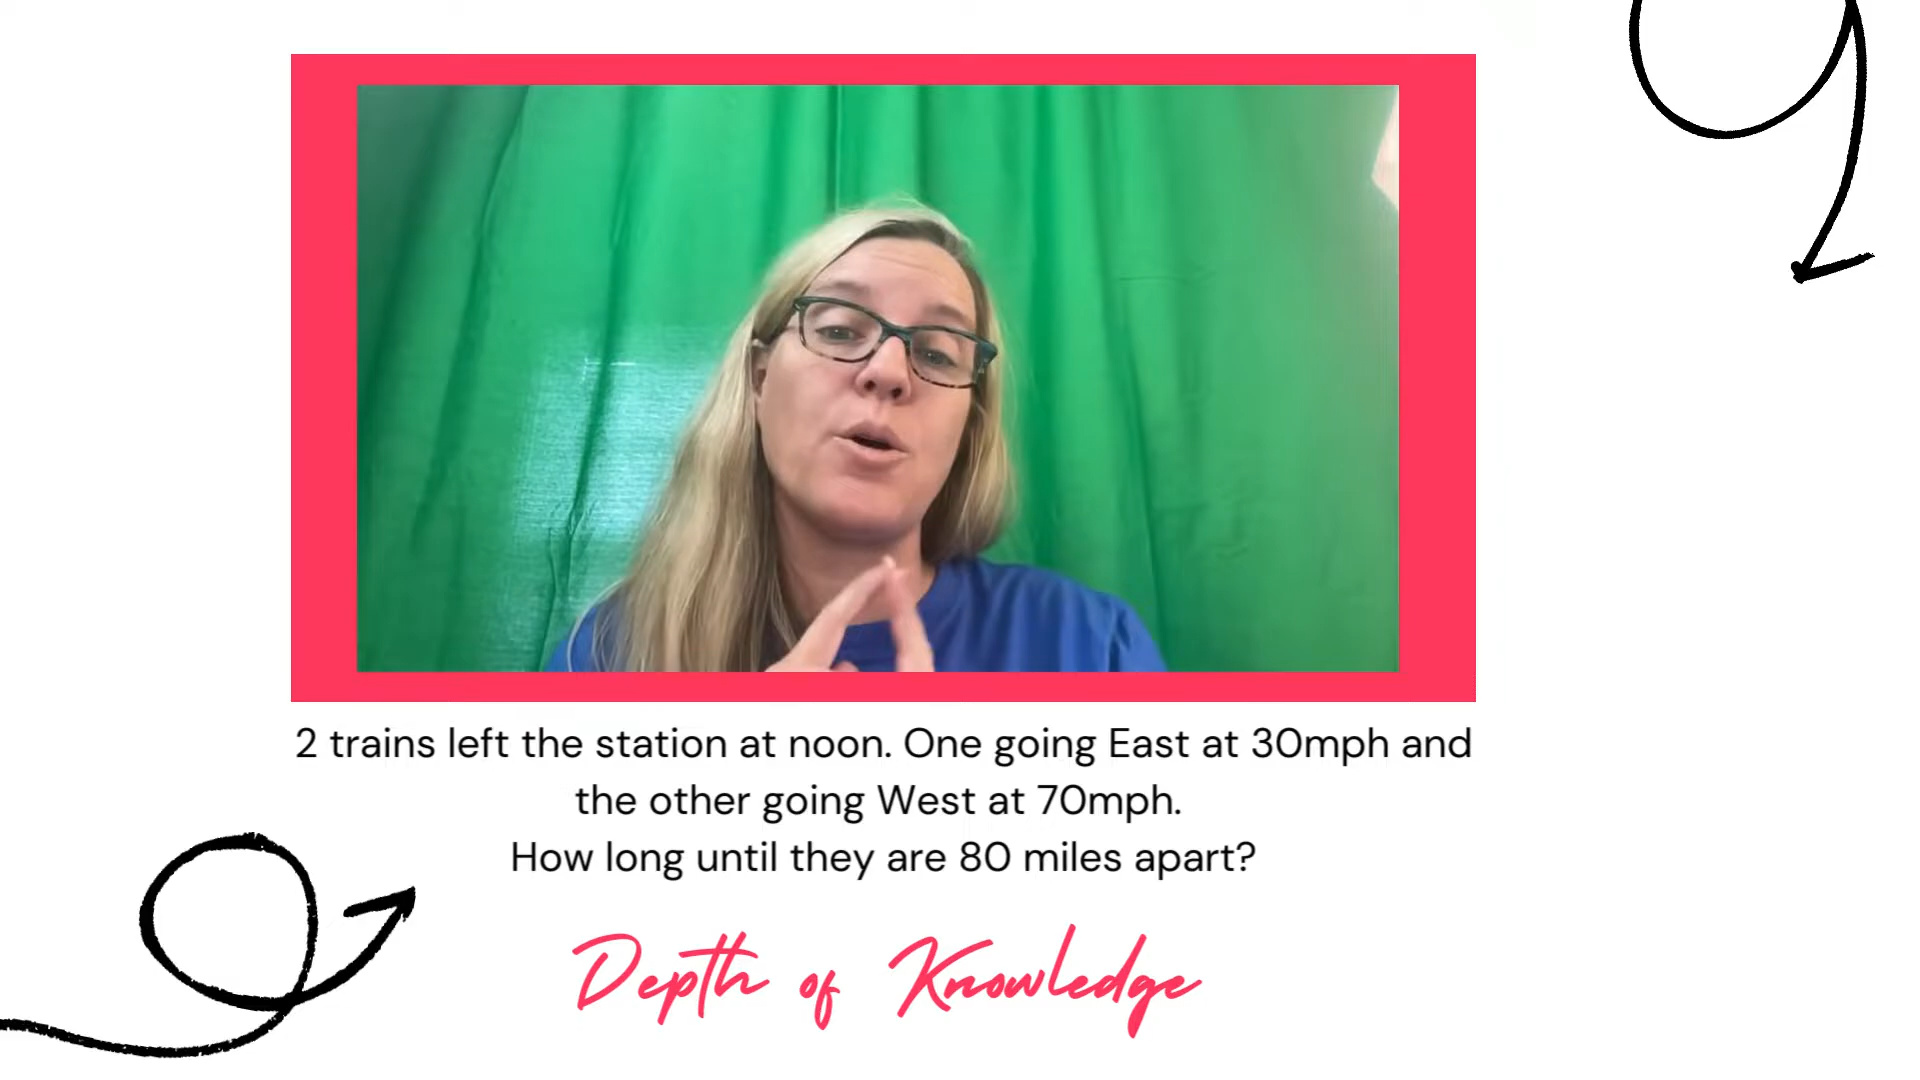 2 trains left the station at noon. One going East at 30mph and
the other going West at 70mph.
How long until they are 80 miles apart?
Depth of Knowledge